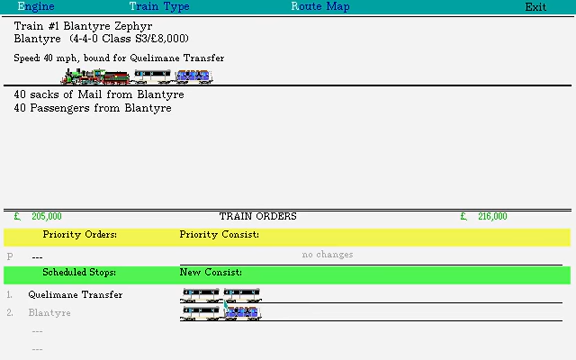 Engine Train Type Route Map Exit
Train #1 Blantyre Zephyr
Blantyre (4-4-0 Class S3/£8,000)
Speed: 40 mph, bound for Quelimane Transfer
40 sacks of Mail from Blantyre
40 Passengers from Blantyre
£ 205,000 TRAIN ORDERS £ 216,000
Priority Orders: Priority Consist:
P --- no changes
Scheduled Stops: New Consist:
1. Quelimane Transfer
2. Blantyre
---
---